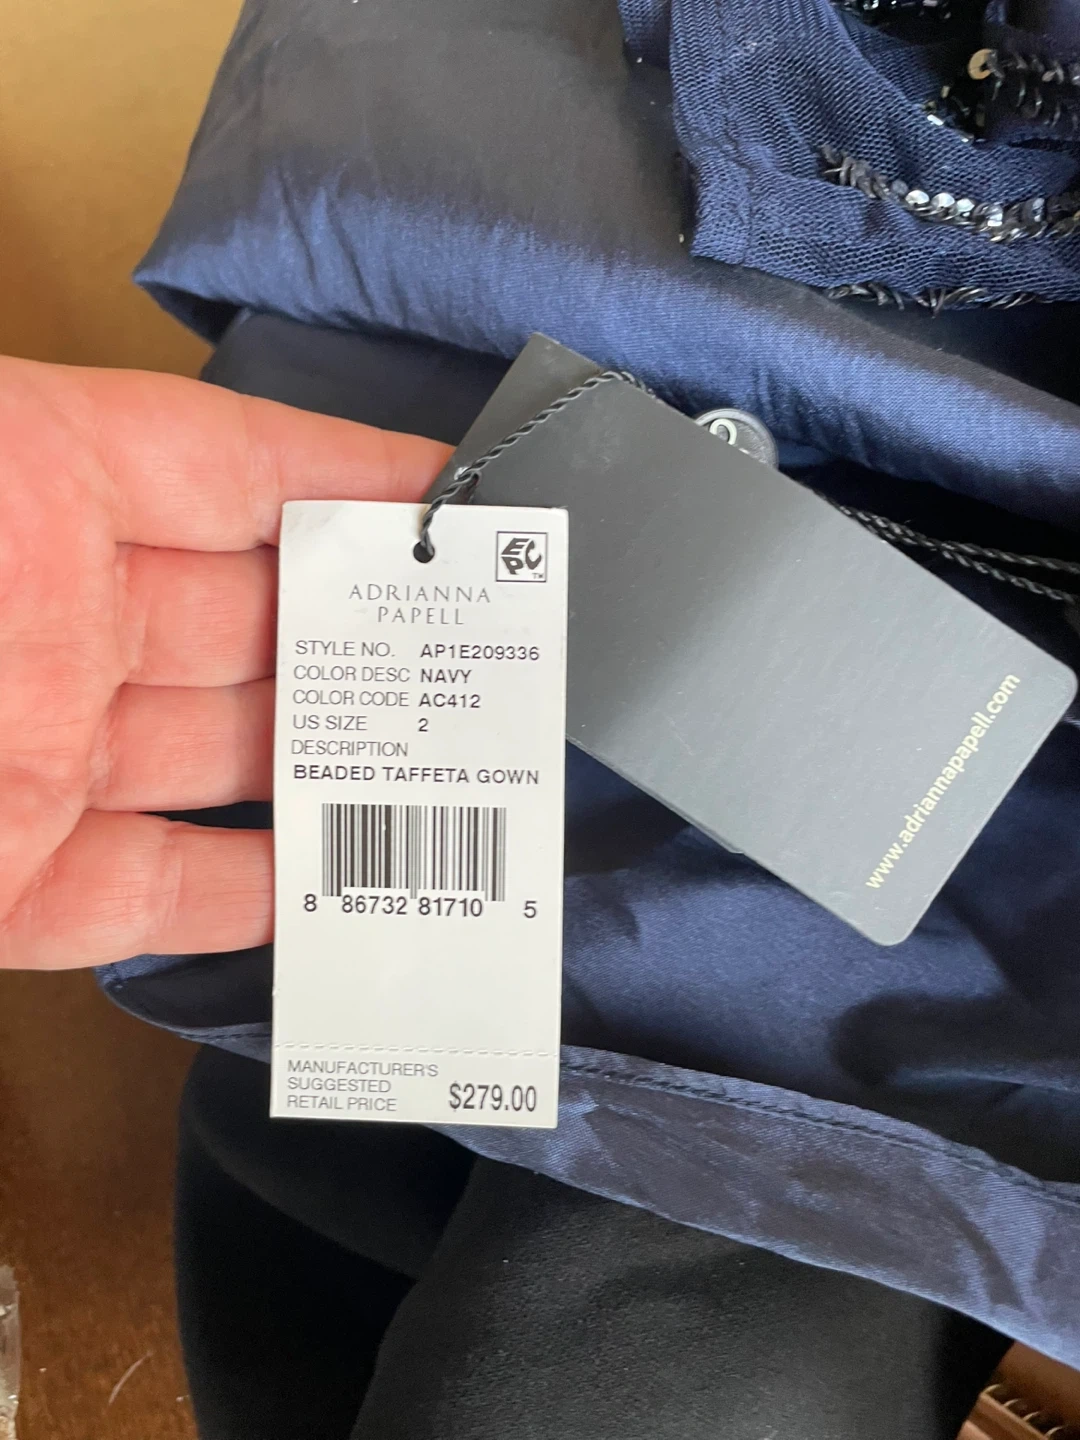 EPC
TM
ADRIANNA
PAPELL
STYLE NO. AP1E209336
COLOR DESC NAVY
COLOR CODE AC412
US SIZE 2
DESCRIPTION
BEADED TAFFETA GOWN
8 86732 81710 5
MANUFACTURER'S
SUGGESTED
RETAIL PRICE $279.00
www.adriannapapell.com